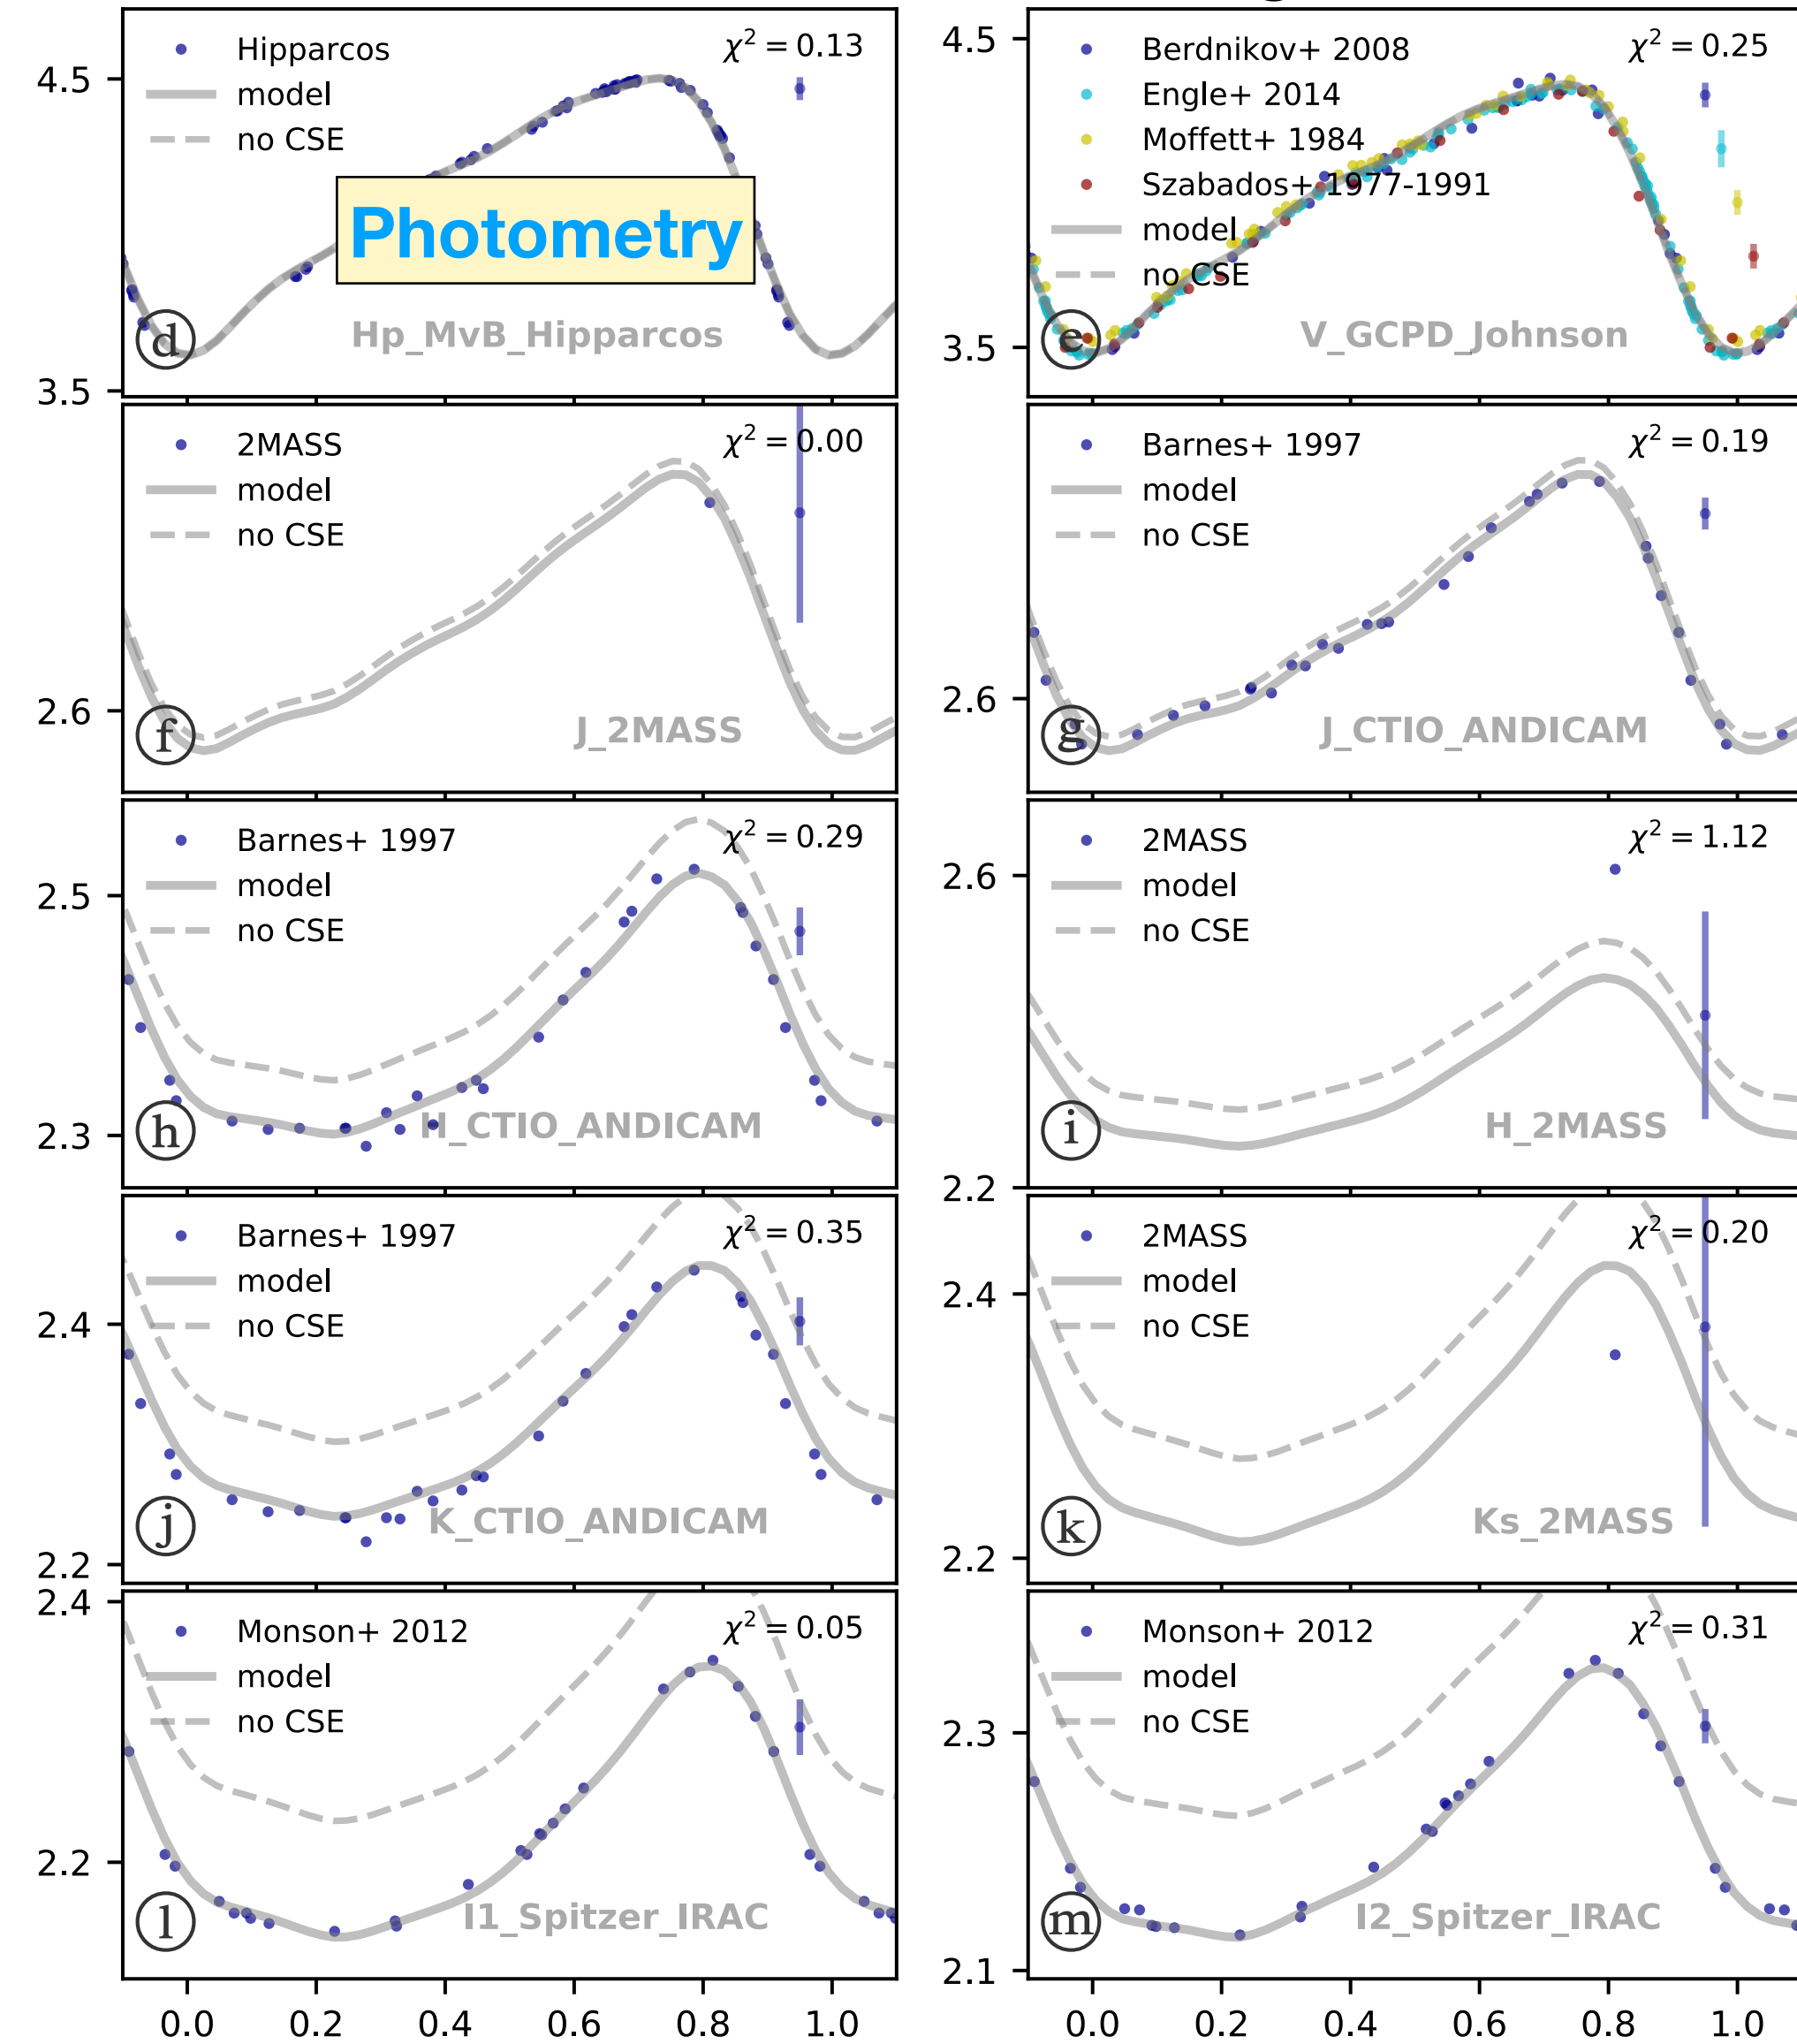 Hipparcos
model
no CSE
χ² = 0.13
4.5
3.5
Photometry
d
Hp_MvB_Hipparcos
Berdnikov+ 2008
Engle+ 2014
Moffett+ 1984
Szabados+ 1977-1991
model
no CSE
χ² = 0.25
4.5
3.5
e
V_GCPD_Johnson
2MASS
model
no CSE
χ² = 0.00
2.6
f
J_2MASS
Barnes+ 1997
model
no CSE
χ² = 0.19
2.6
g
J_CTIO_ANDICAM
Barnes+ 1997
model
no CSE
χ² = 0.29
2.5
2.3
h
H_CTIO_ANDICAM
2MASS
model
no CSE
χ² = 1.12
2.6
2.2
i
H_2MASS
Barnes+ 1997
model
no CSE
χ² = 0.35
2.4
2.2
j
K_CTIO_ANDICAM
2MASS
model
no CSE
χ² = 0.20
2.4
2.2
k
Ks_2MASS
Monson+ 2012
model
no CSE
χ² = 0.05
2.4
2.2
l
I1_Spitzer_IRAC
Monson+ 2012
model
no CSE
χ² = 0.31
2.3
2.1
m
I2_Spitzer_IRAC
0.0 0.2 0.4 0.6 0.8 1.0
0.0 0.2 0.4 0.6 0.8 1.0